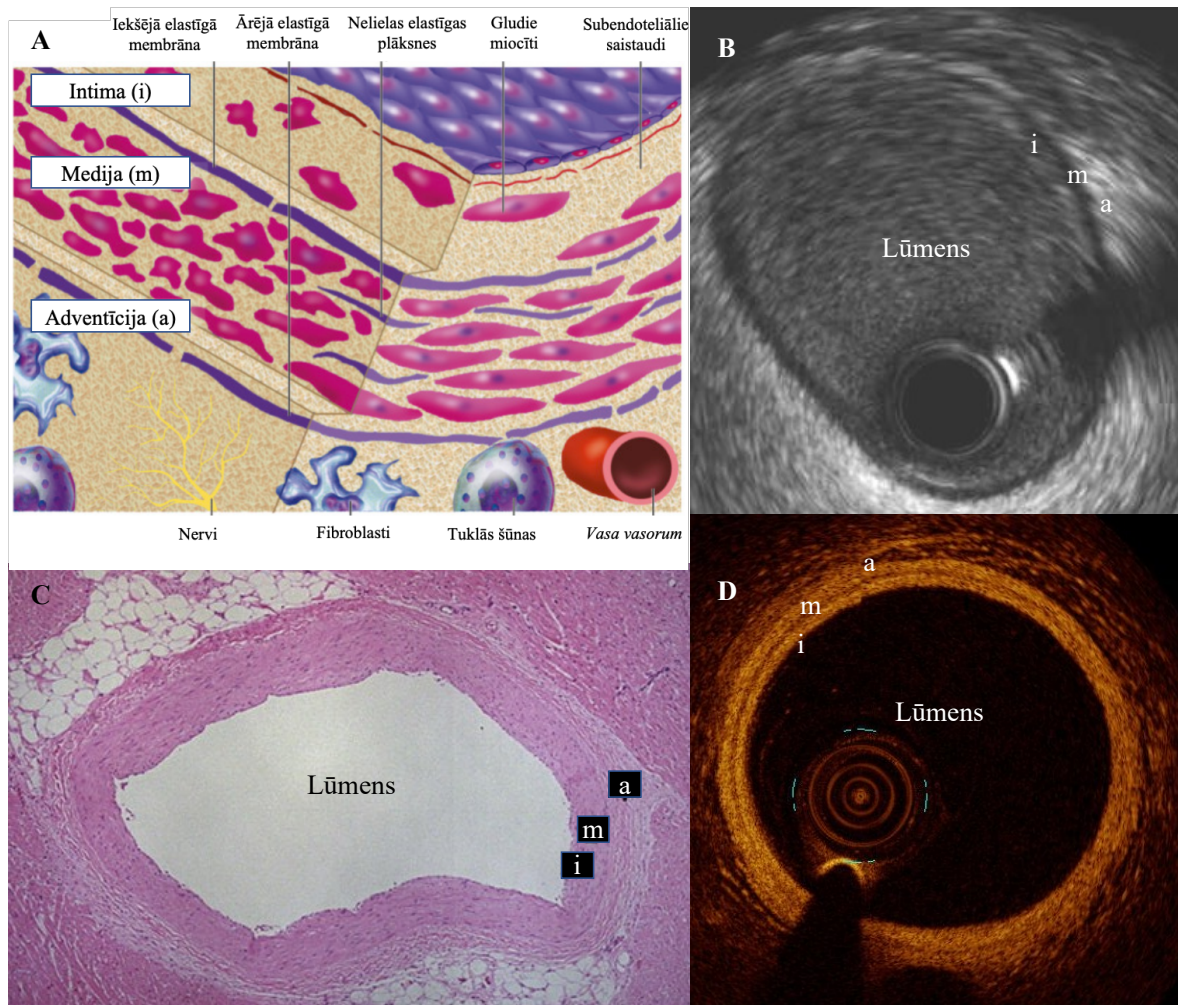 A
Iekšējā elastīgā
membrāna
Ārējā elastīgā
membrāna
Nelielas elastīgas
plāksnes
Gludie
miocīti
Subendoteliālie
saistaudi
Intima (i)
Medija (m)
Adventīcija (a)
Nervi
Fibroblasti
Tuklās šūnas
Vasa vasorum
B
i
m
a
Lūmens
C
Lūmens
a
m
i
D
a
m
i
Lūmens